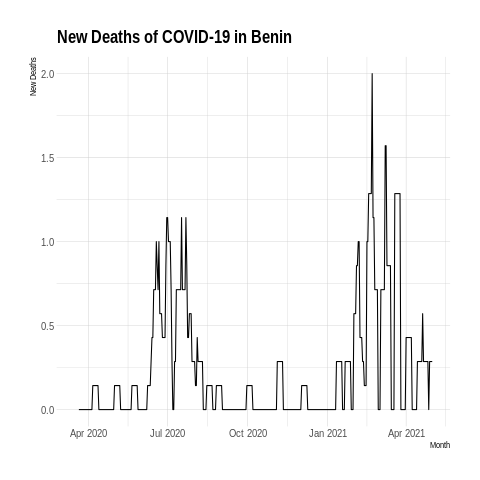 New Deaths of COVID-19 in Benin
New Deaths
2.0
1.5
1.0
0.5
0.0
Apr 2020 Jul 2020 Oct 2020 Jan 2021 Apr 2021
Month